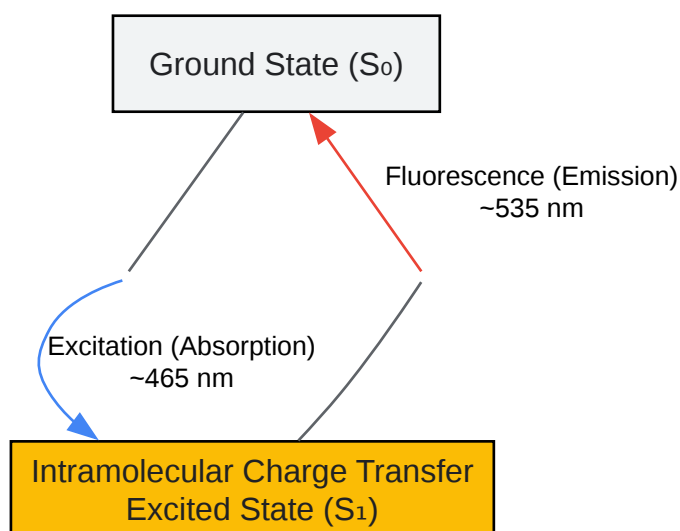 Ground State (S₀)
Fluorescence (Emission)
~535 nm
Excitation (Absorption)
~465 nm
Intramolecular Charge Transfer
Excited State (S₁)